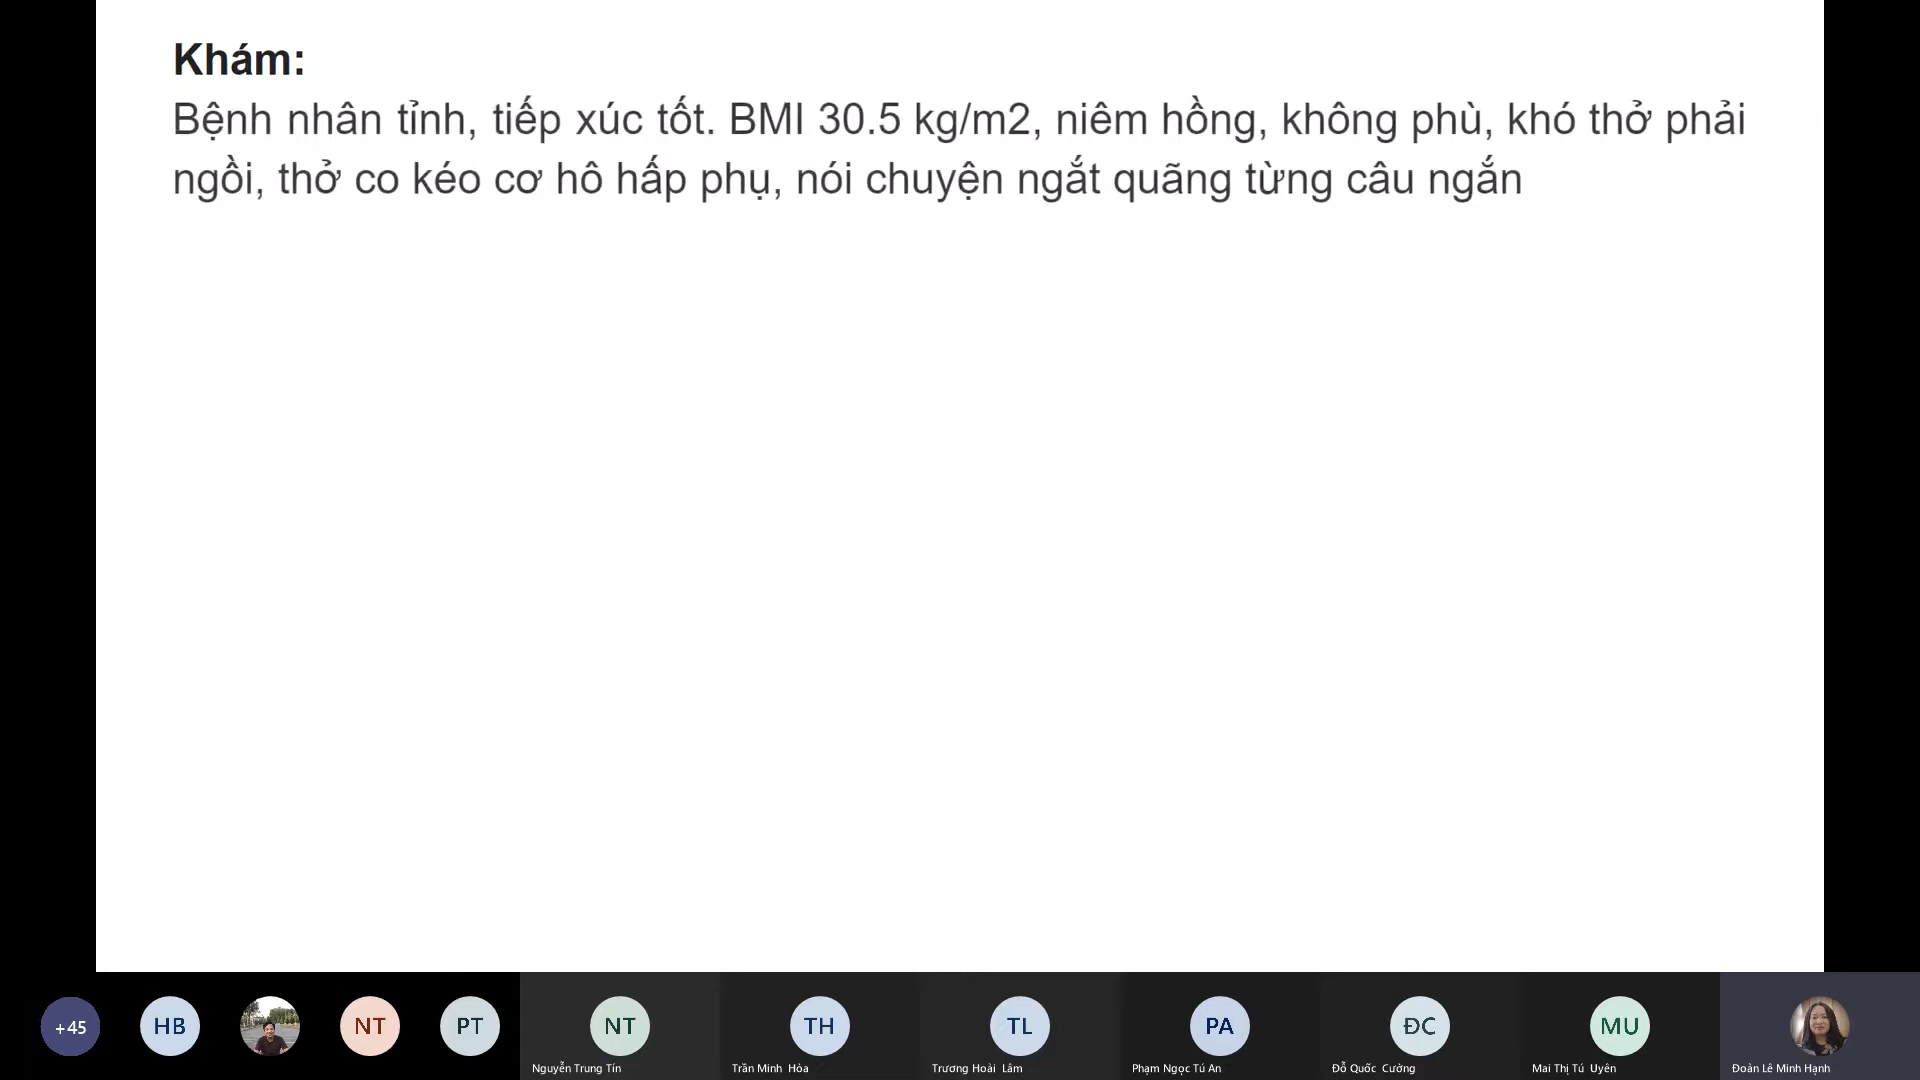 Khám:
Bệnh nhân tỉnh, tiếp xúc tốt. BMI 30.5 kg/m2, niêm hồng, không phù, khó thở phải
ngồi, thở co kéo cơ hô hấp phụ, nói chuyện ngắt quãng từng câu ngắn
+45
HB
NT
PT
NT
TH
TL
PA
ĐC
MU
Nguyễn Trung Tín
Trần Minh Hòa
Trương Hoài Lâm
Phạm Ngọc Tú An
Đỗ Quốc Cường
Mai Thị Tú Uyên
Đoàn Lê Minh Hạnh